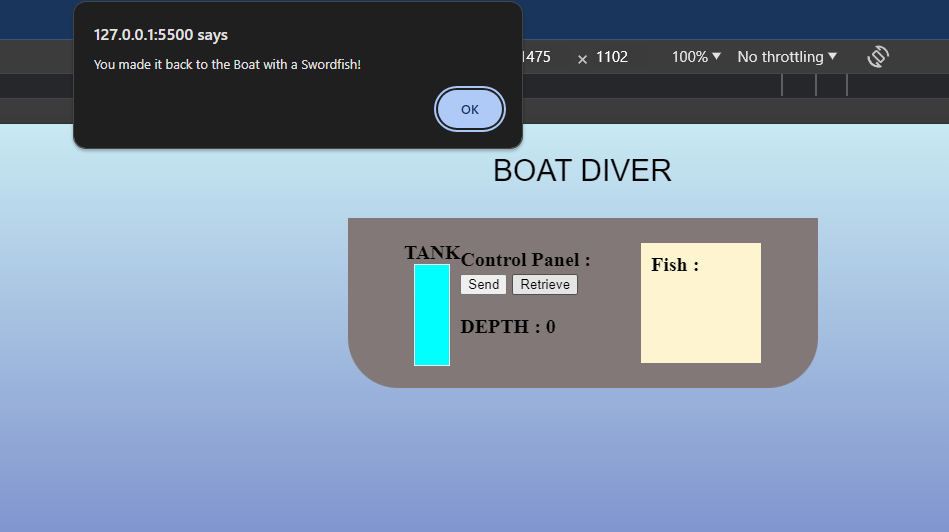 127.0.0.1:5500 says
You made it back to the Boat with a Swordfish!
OK
1475 × 1102 100% ▼ No throttling ▼
BOAT DIVER
TANK
Control Panel :
Send Retrieve
DEPTH : 0
Fish :